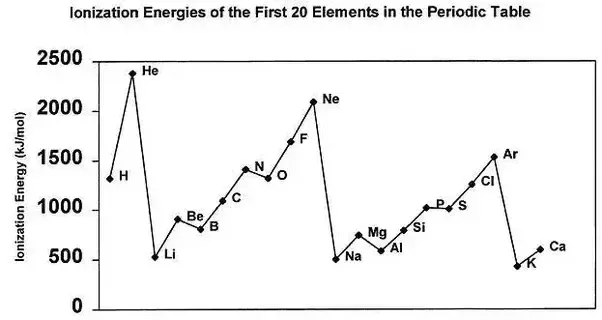 Ionization Energies of the First 20 Elements in the Periodic Table
Ionization Energy (kJ/mol)
2500
2000
1500
1000
500
0
H
He
Li
Be
B
C
N
O
F
Ne
Na
Mg
Al
Si
P
S
Cl
Ar
K
Ca